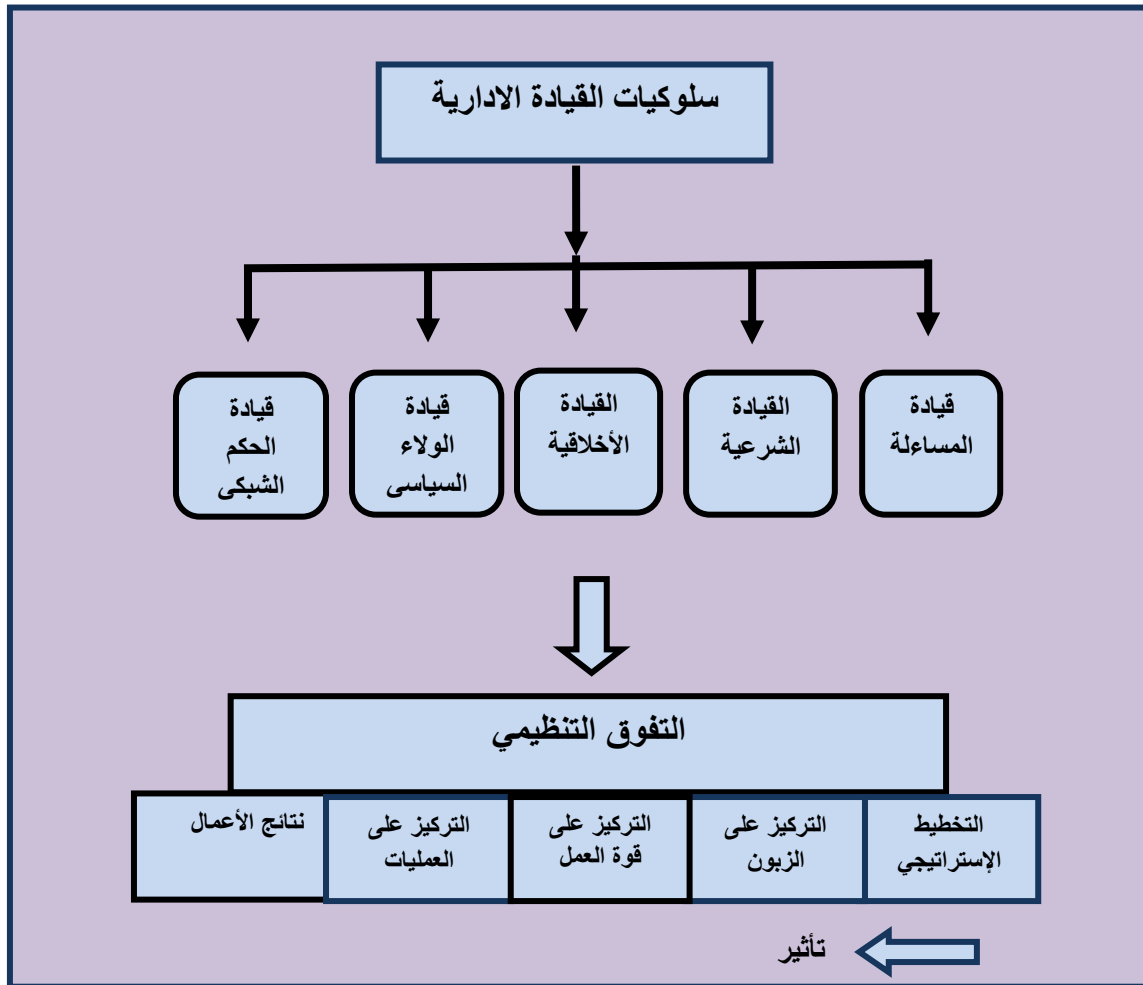 سلوكيات القيادة الادارية
قيادة
المساءلة
القيادة
الشرعية
القيادة
الأخلاقية
قيادة
الولاء
السياسى
قيادة
الحكم
الشبكى
التفوق التنظيمي
التخطيط
الإستراتيجي
التركيز على
الزبون
التركيز على
قوة العمل
التركيز على
العمليات
نتائج الأعمال
تأثير